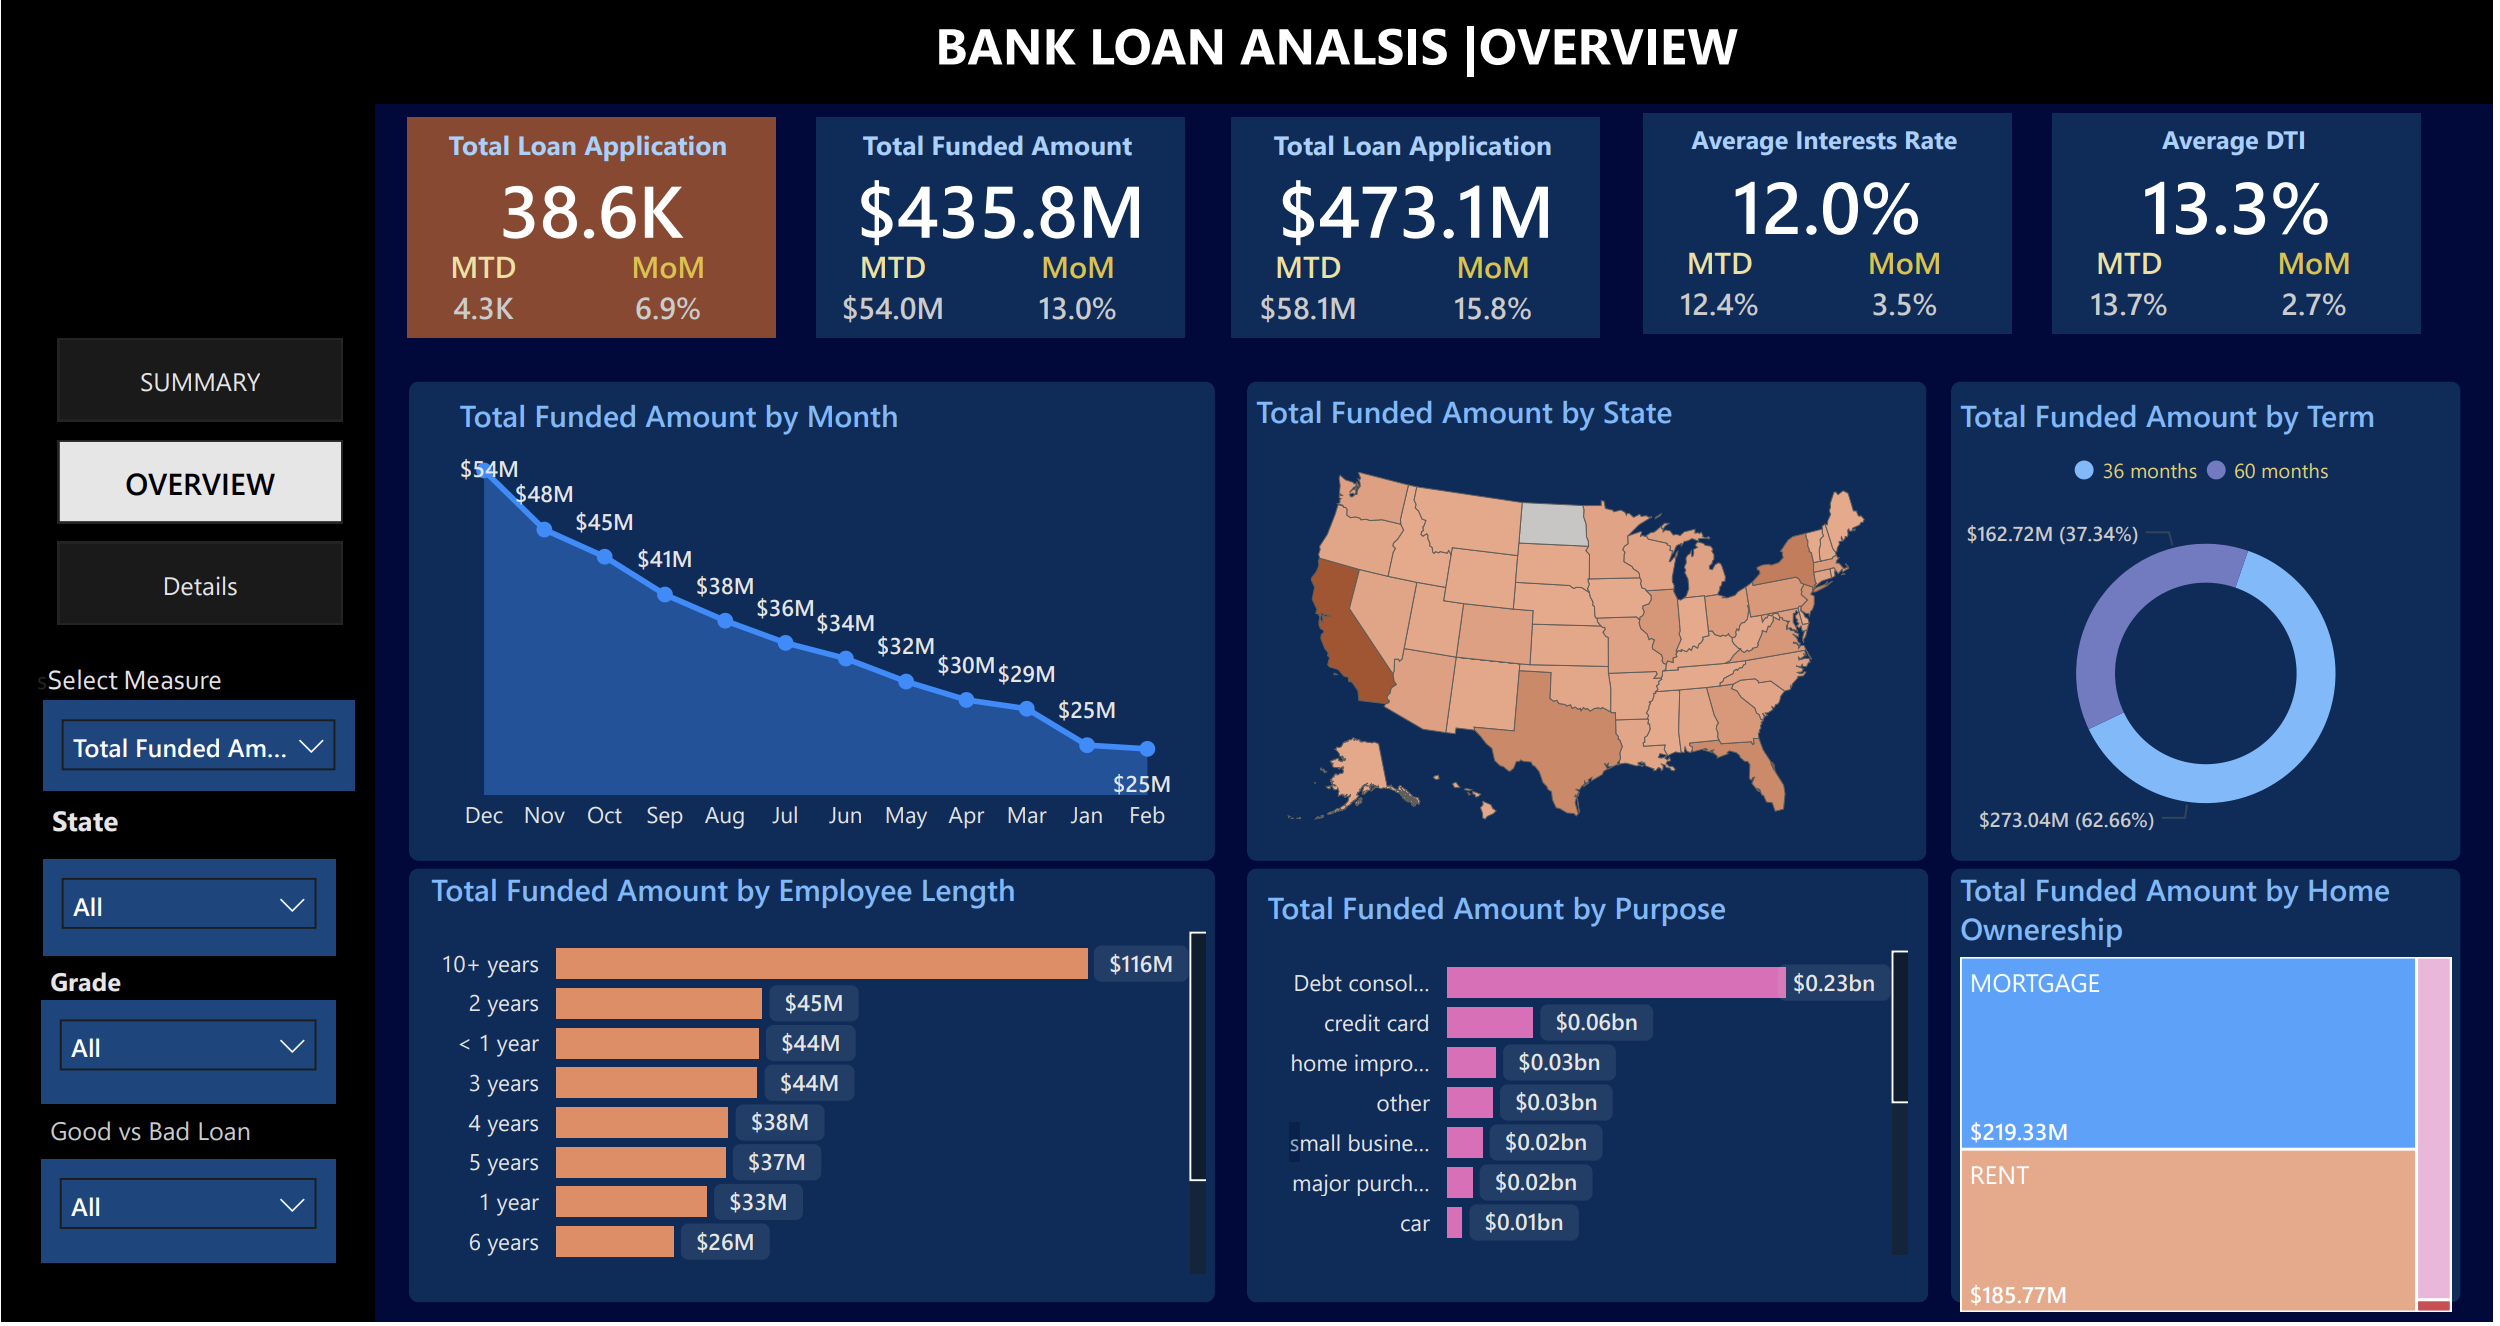 BANK LOAN ANALSIS |OVERVIEW
Total Loan Application
38.6K
MTD MoM
4.3K 6.9%
Total Funded Amount
$435.8M
MTD MoM
$54.0M 13.0%
Total Loan Application
$473.1M
MTD MoM
$58.1M 15.8%
Average Interests Rate
12.0%
MTD MoM
12.4% 3.5%
Average DTI
13.3%
MTD MoM
13.7% 2.7%
SUMMARY
OVERVIEW
Details
sSelect Measure
Total Funded Am...
State
All
Grade
All
Good vs Bad Loan
All
Total Funded Amount by Month
$54M
$48M
$45M
$41M
$38M
$36M
$34M
$32M
$30M
$29M
$25M
$25M
Dec Nov Oct Sep Aug Jul Jun May Apr Mar Jan Feb
Total Funded Amount by State
Total Funded Amount by Term
36 months 60 months
$162.72M (37.34%)
$273.04M (62.66%)
Total Funded Amount by Employee Length
10+ years $116M
2 years $45M
< 1 year $44M
3 years $44M
4 years $38M
5 years $37M
1 year $33M
6 years $26M
Total Funded Amount by Purpose
Debt consol... $0.23bn
credit card $0.06bn
home impro... $0.03bn
other $0.03bn
small busine... $0.02bn
major purch... $0.02bn
car $0.01bn
Total Funded Amount by Home
Ownereship
MORTGAGE
$219.33M
RENT
$185.77M